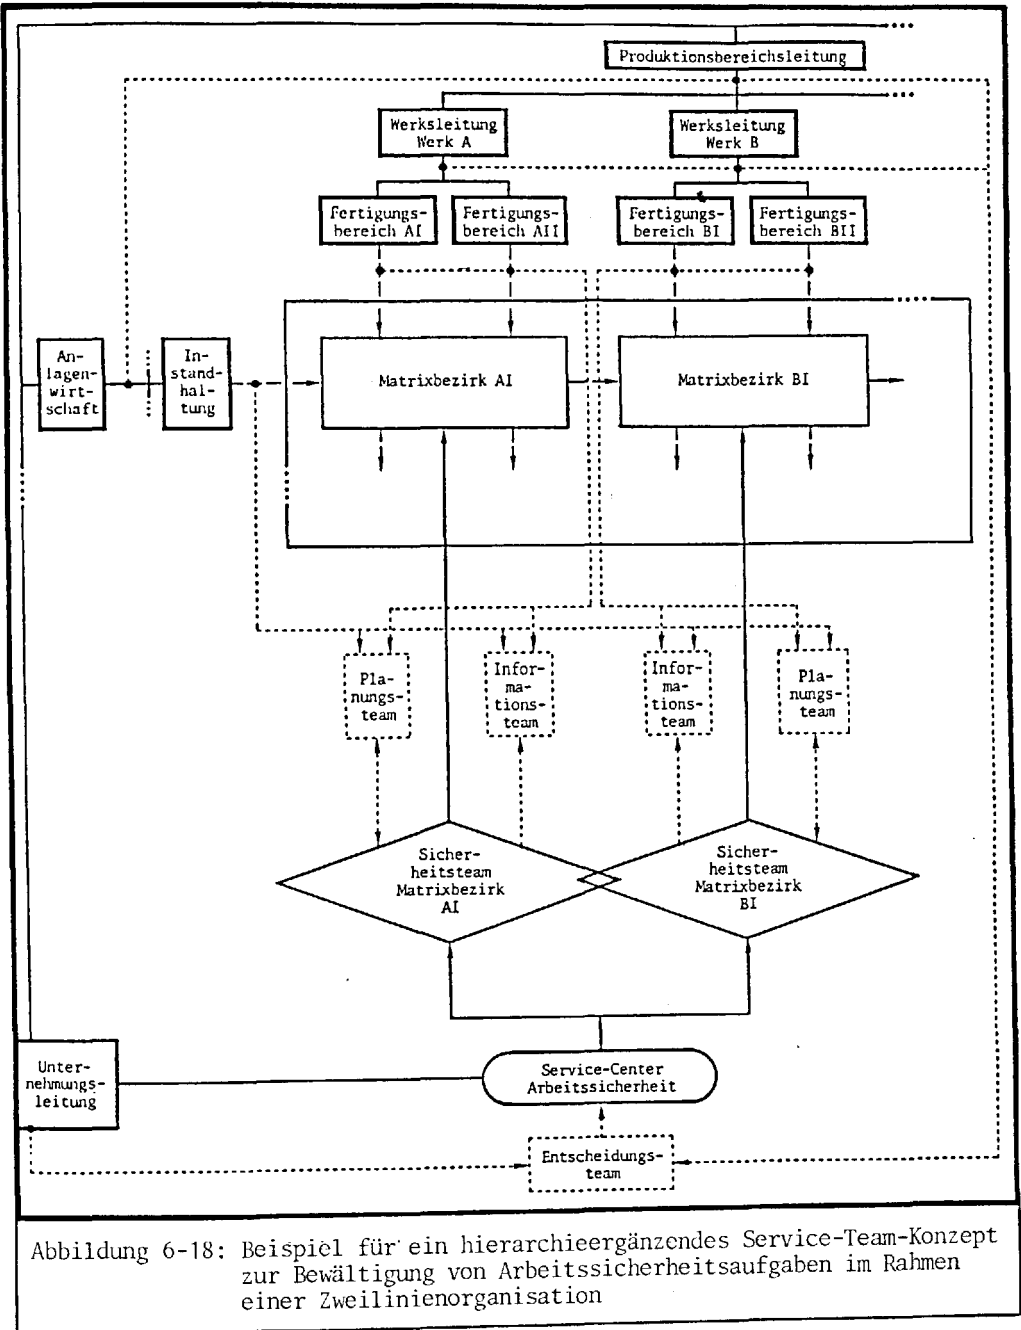 Produktionsbereichsleitung
Werksleitung
Werk A
Werksleitung
Werk B
Fertigungs-
bereich AI
Fertigungs-
bereich AII
Fertigungs-
bereich BI
Fertigungs-
bereich BII
An-
lagen-
wirt-
schaft
In-
stand-
hal-
tung
Matrixbezirk AI
Matrixbezirk BI
Pla-
nungs-
team
Infor-
ma-
tions-
team
Infor-
ma-
tions-
team
Pla-
nungs-
team
Sicher-
heitsteam
Matrixbezirk
AI
Sicher-
heitsteam
Matrixbezirk
BI
Unter-
nehmungs-
leitung
Service-Center
Arbeitssicherheit
Entscheidungs-
team
Abbildung 6-18: Beispiel für ein hierarchieergänzendes Service-Team-Konzept
zur Bewältigung von Arbeitssicherheitsaufgaben im Rahmen
einer Zweilinienorganisation